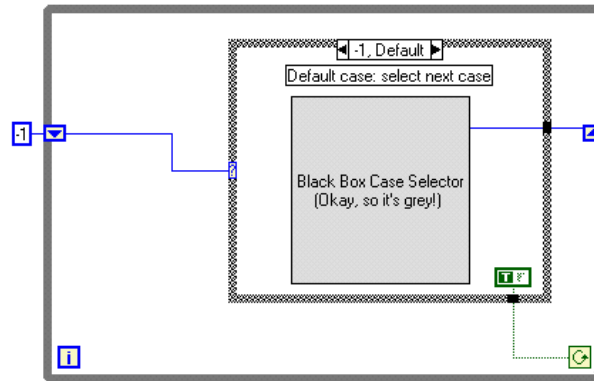 -1, Default
Default case: select next case
-1
?
Black Box Case Selector
(Okay, so it's grey!)
T F
i